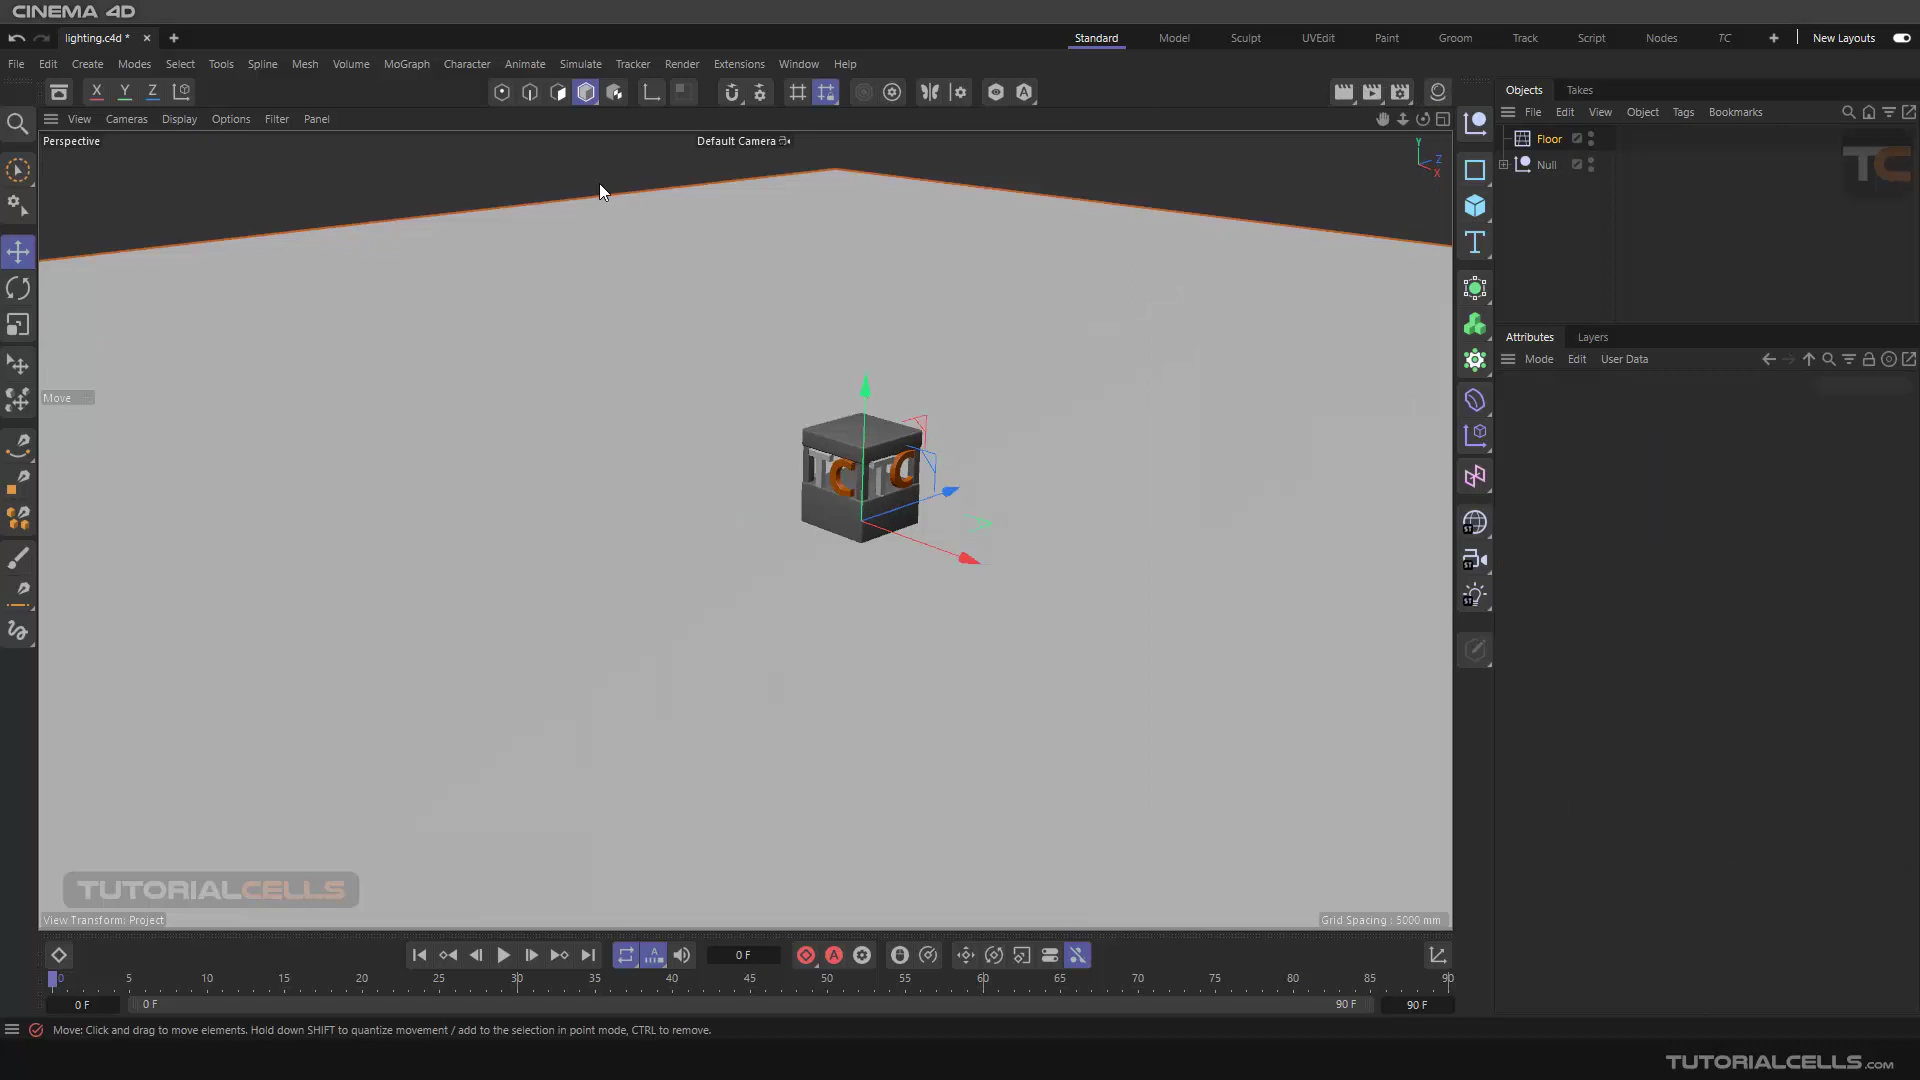 CINEMA 4D
lighting.c4d *
Standard
Model
Sculpt
UVEdit
Paint
Groom
Track
Script
Nodes
TC
New Layouts
File Edit Create Modes Select Tools Spline Mesh Volume MoGraph Character Animate Simulate Tracker Render Extensions Window Help
X Y Z
Objects Takes
View Cameras Display Options Filter Panel
File Edit View Object Tags Bookmarks
Perspective
Default Camera
Y
Z
X
Floor
Null
TC
Attributes Layers
Mode Edit User Data
Move
TC TC
TUTORIALCELLS
View Transform: Project
Grid Spacing : 5000 mm
0 F
0 5 10 15 20 25 30 35 40 45 50 55 60 65 70 75 80 85 90
0 F
0 F
90 F
90 F
Move: Click and drag to move elements. Hold down SHIFT to quantize movement / add to the selection in point mode, CTRL to remove.
TUTORIALCELLS.com